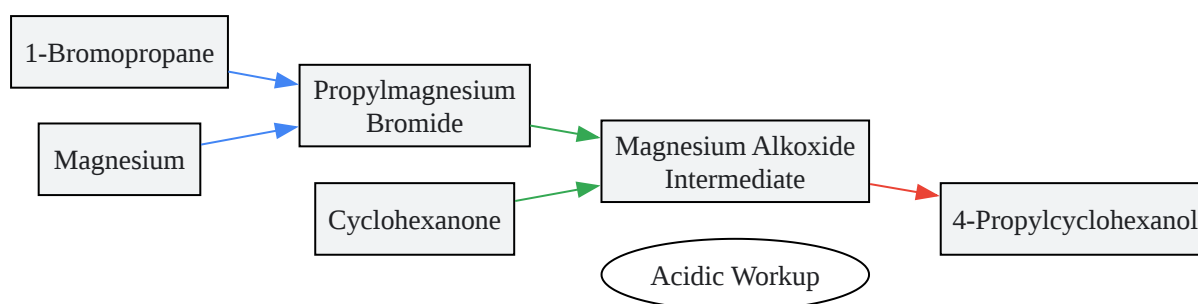 1-Bromopropane
Magnesium
Propylmagnesium
Bromide
Cyclohexanone
Magnesium Alkoxide
Intermediate
Acidic Workup
4-Propylcyclohexanol